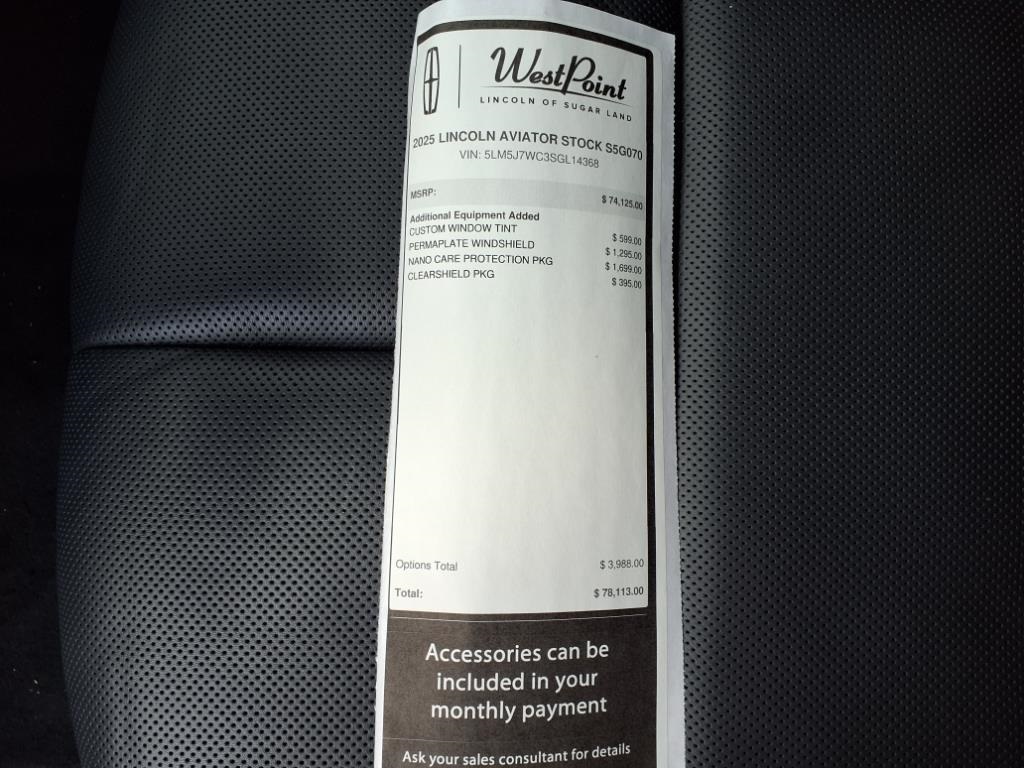 WestPoint
LINCOLN OF SUGAR LAND
2025 LINCOLN AVIATOR STOCK S5G070
VIN: 5LM5J7WC3SGL14368
MSRP: $ 74,125.00
Additional Equipment Added
CUSTOM WINDOW TINT $ 599.00
PERMAPLATE WINDSHIELD $ 1,295.00
NANO CARE PROTECTION PKG $ 1,699.00
CLEARSHIELD PKG $ 395.00
Options Total $ 3,988.00
Total: $ 78,113.00
Accessories can be
included in your
monthly payment
Ask your sales consultant for details